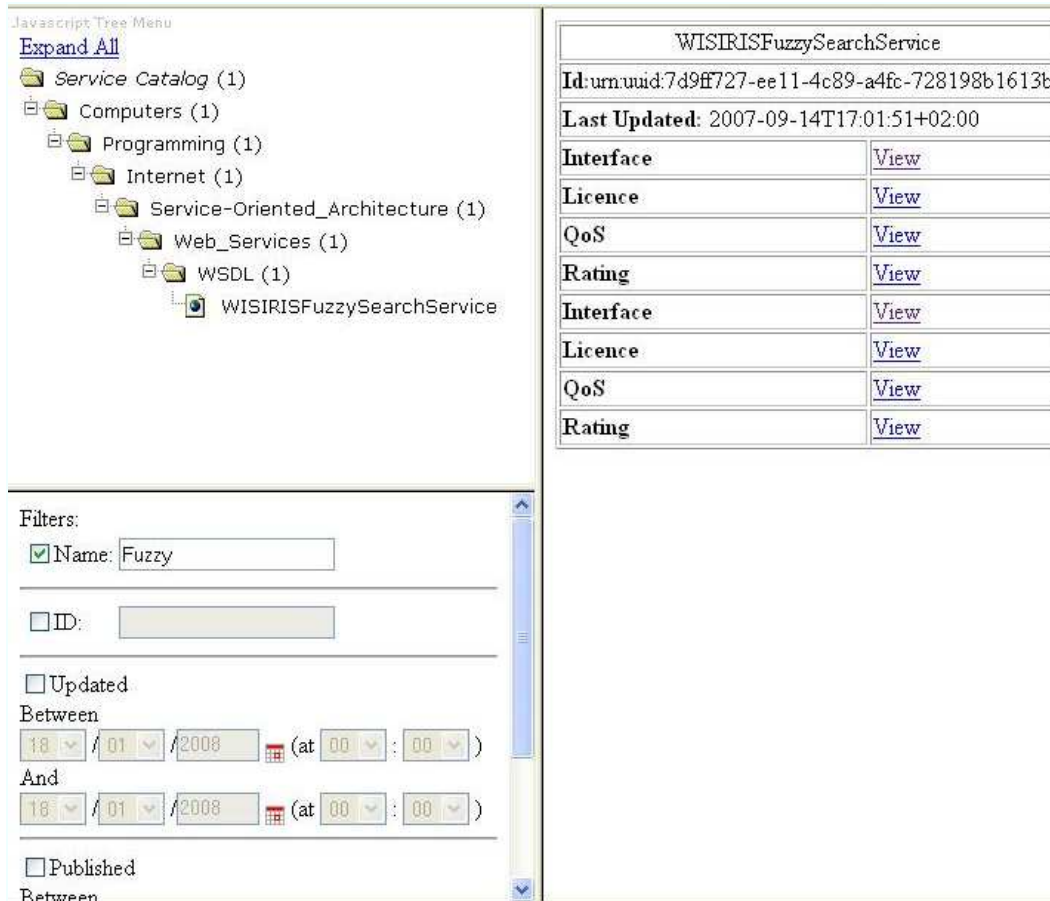 Javascript Tree Menu
Expand All
Service Catalog (1)
Computers (1)
Programming (1)
Internet (1)
Service-Oriented_Architecture (1)
Web_Services (1)
WSDL (1)
WISIRISFuzzySearchService
Filters:
Name: Fuzzy
ID:
Updated
Between
18 / 01 / 2008 (at 00 : 00 )
And
18 / 01 / 2008 (at 00 : 00 )
Published
Between
WISIRISFuzzySearchService
Id:urn:uuid:7d9ff727-ee11-4c89-a4fc-728198b1613b
Last Updated: 2007-09-14T17:01:51+02:00
Interface View
Licence View
QoS View
Rating View
Interface View
Licence View
QoS View
Rating View